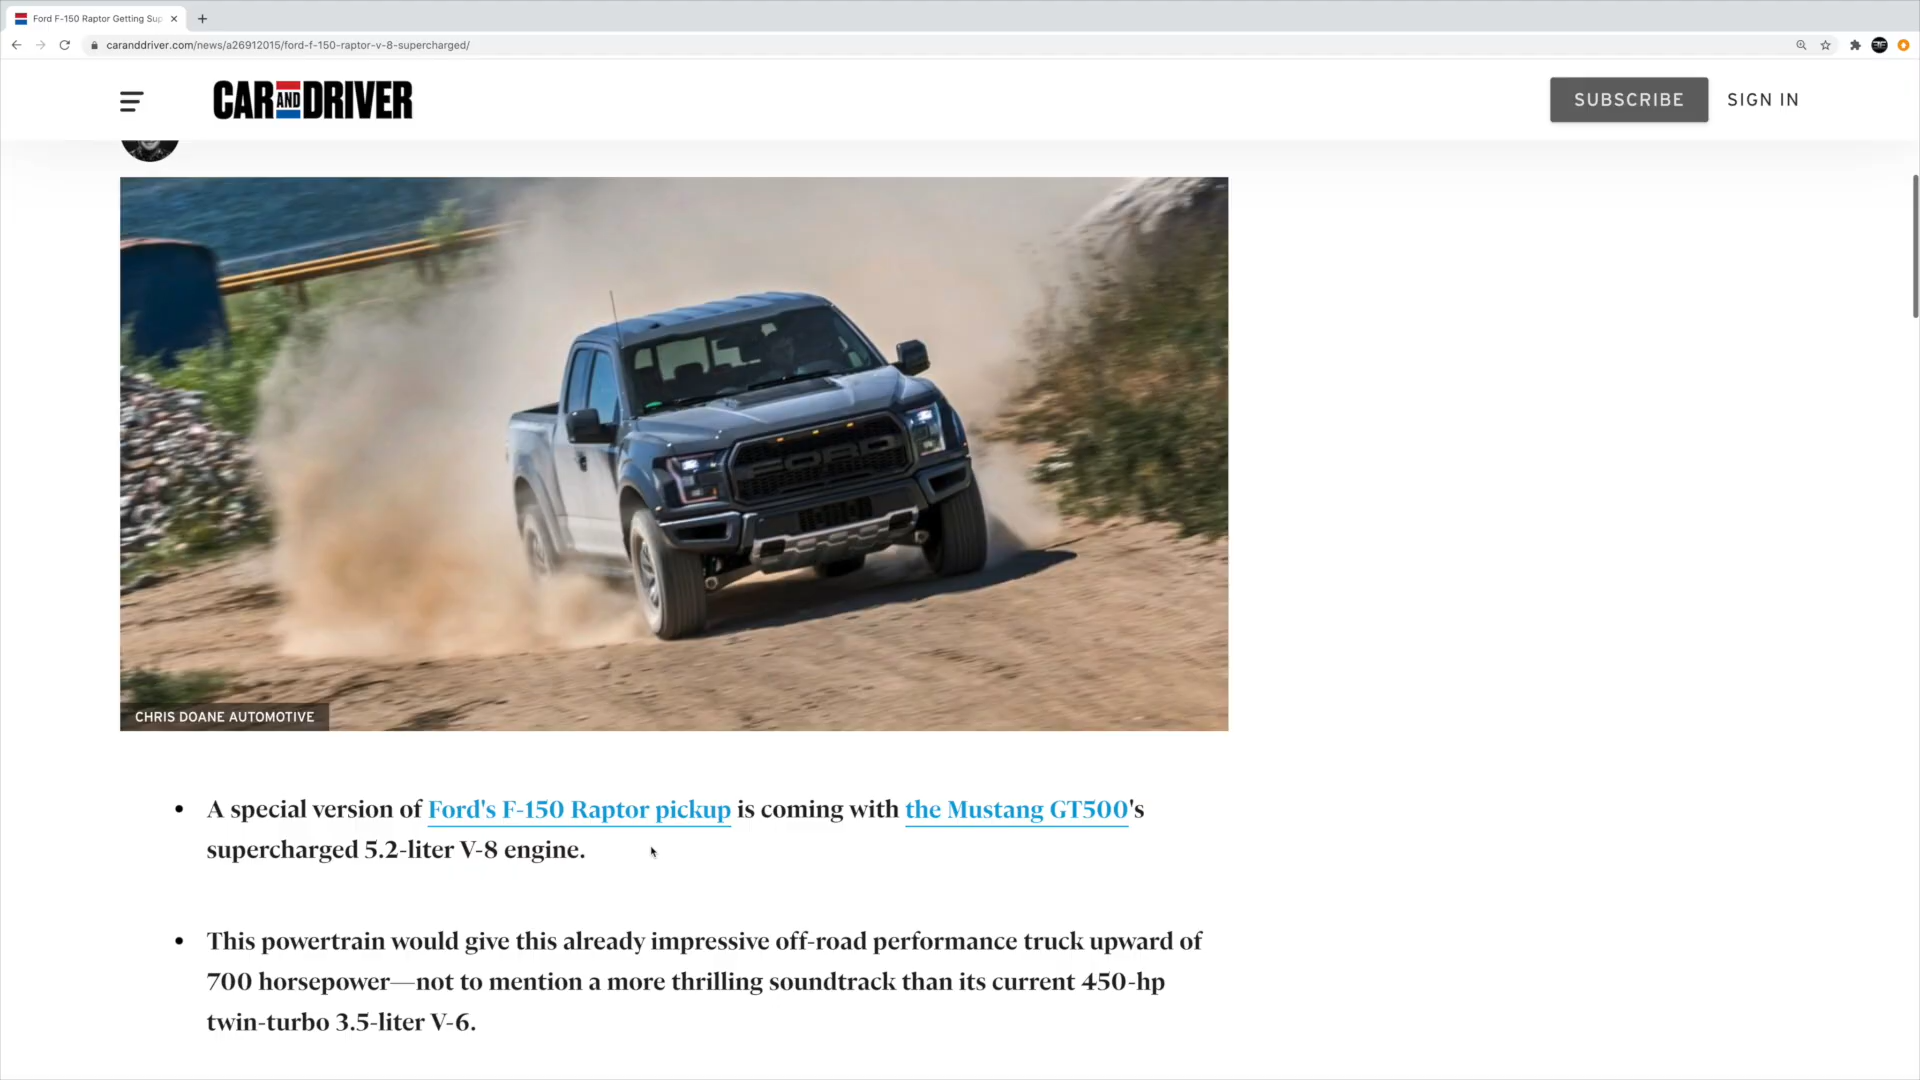 Ford F-150 Raptor Getting Sup
caranddriver.com/news/a26912015/ford-f-150-raptor-v-8-supercharged/
CAR AND DRIVER
SUBSCRIBE
SIGN IN
FORD
CHRIS DOANE AUTOMOTIVE
• A special version of Ford's F-150 Raptor pickup is coming with the Mustang GT500's
supercharged 5.2-liter V-8 engine.
• This powertrain would give this already impressive off-road performance truck upward of
700 horsepower—not to mention a more thrilling soundtrack than its current 450-hp
twin-turbo 3.5-liter V-6.